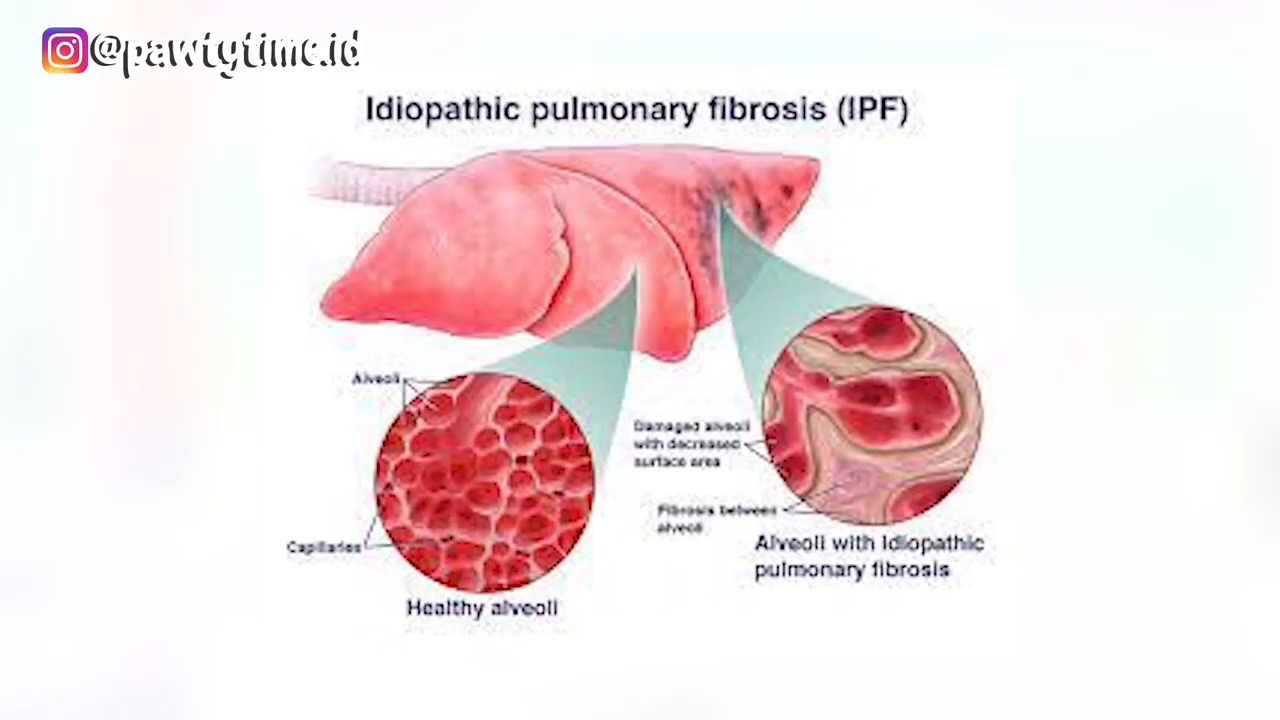 @pawtytime.id
Idiopathic pulmonary fibrosis (IPF)
Alveoli
Capillaries
Healthy alveoli
Damaged alveoli
with decreased
surface area
Fibrosis between
alveoli
Alveoli with Idiopathic
pulmonary fibrosis